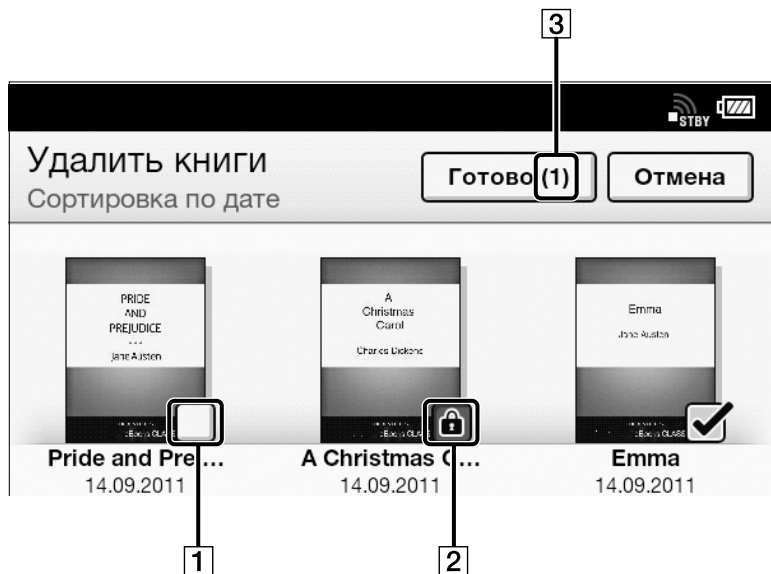 3
STBY
Удалить книги
Сортировка по дате
Готово (1)
Отмена
PRIDE
AND
PREJUDICE
Jane Austen
A
Christmas
Carol
Charles Dickens
Emma
Jane Austen
Pride and Pre...
14.09.2011
A Christmas C...
14.09.2011
Emma
14.09.2011
1
2